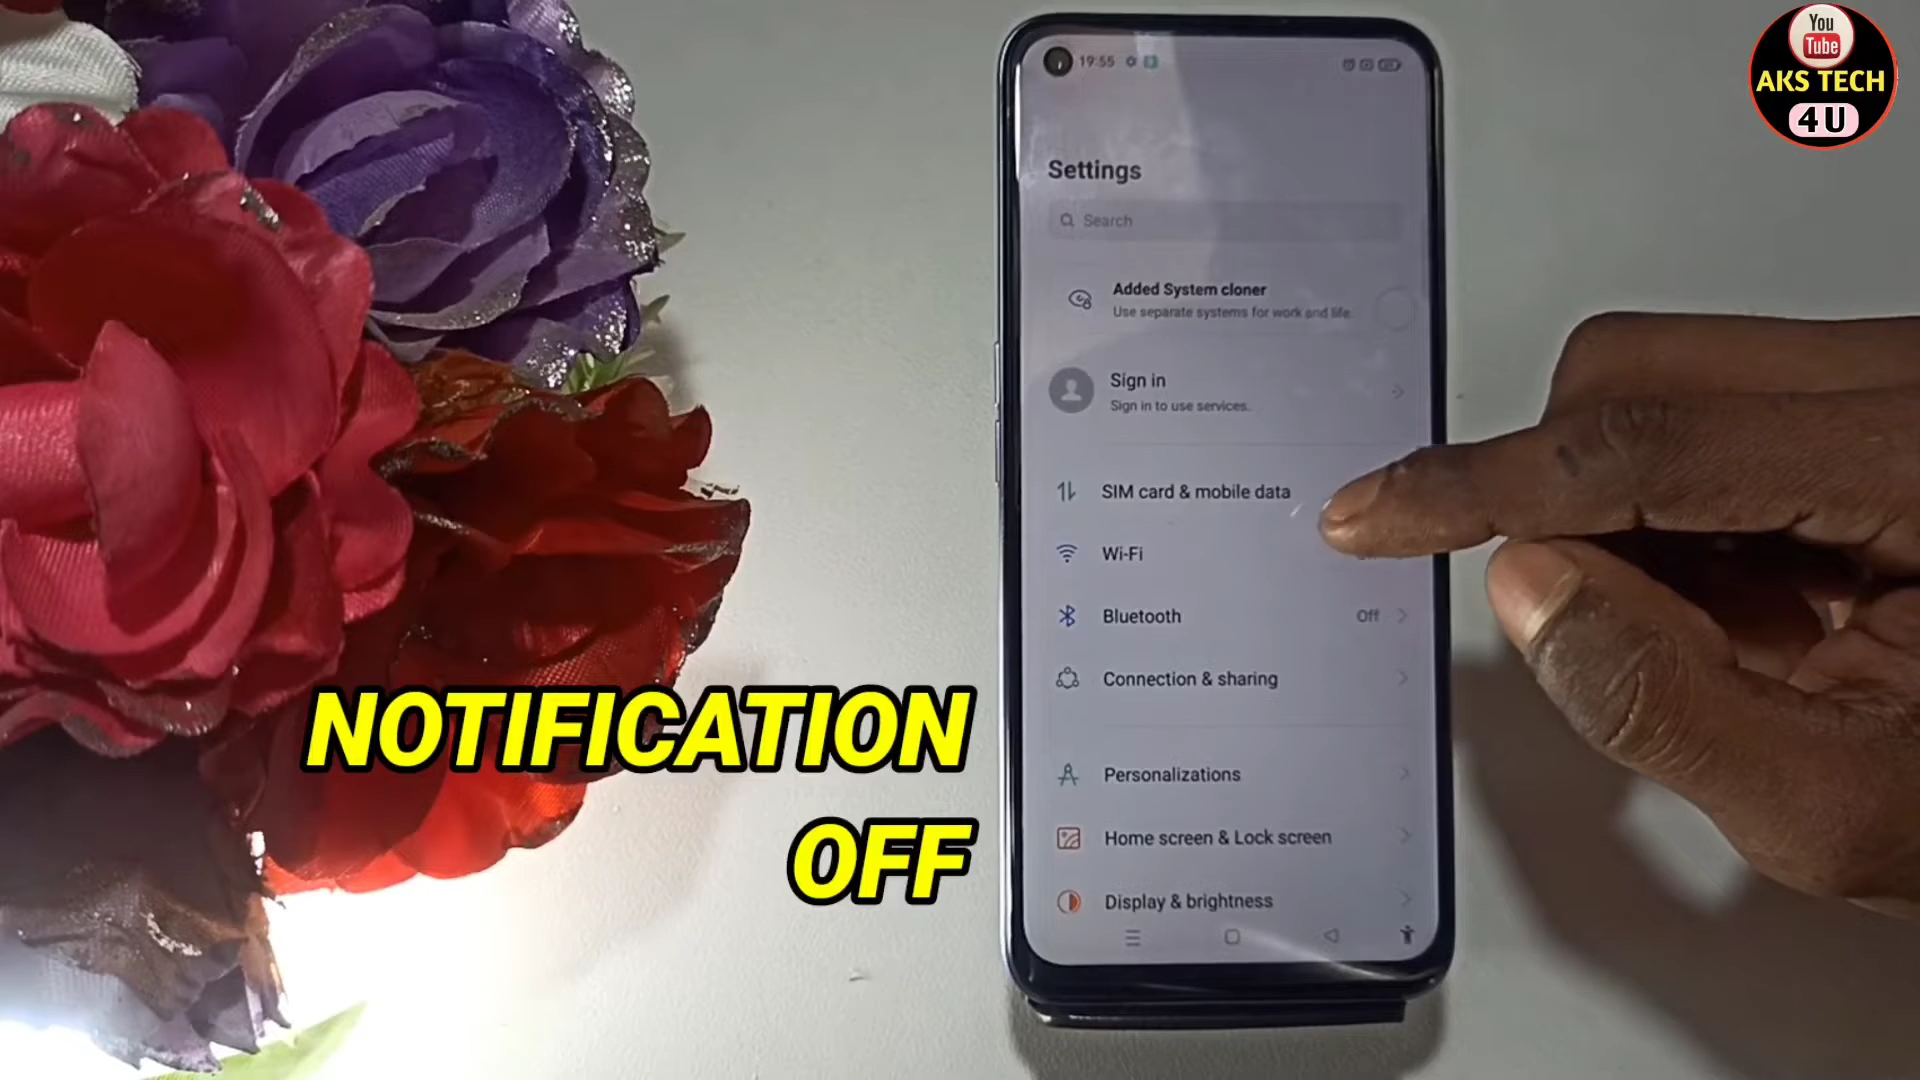 You
Tube
AKS TECH
4U
19:55
Settings
Search
Added System cloner
Use separate systems for work and life.
Sign in
Sign in to use services.
SIM card & mobile data
Wi-Fi
Bluetooth
Off
Connection & sharing
Personalizations
Home screen & Lock screen
Display & brightness
NOTIFICATION
OFF